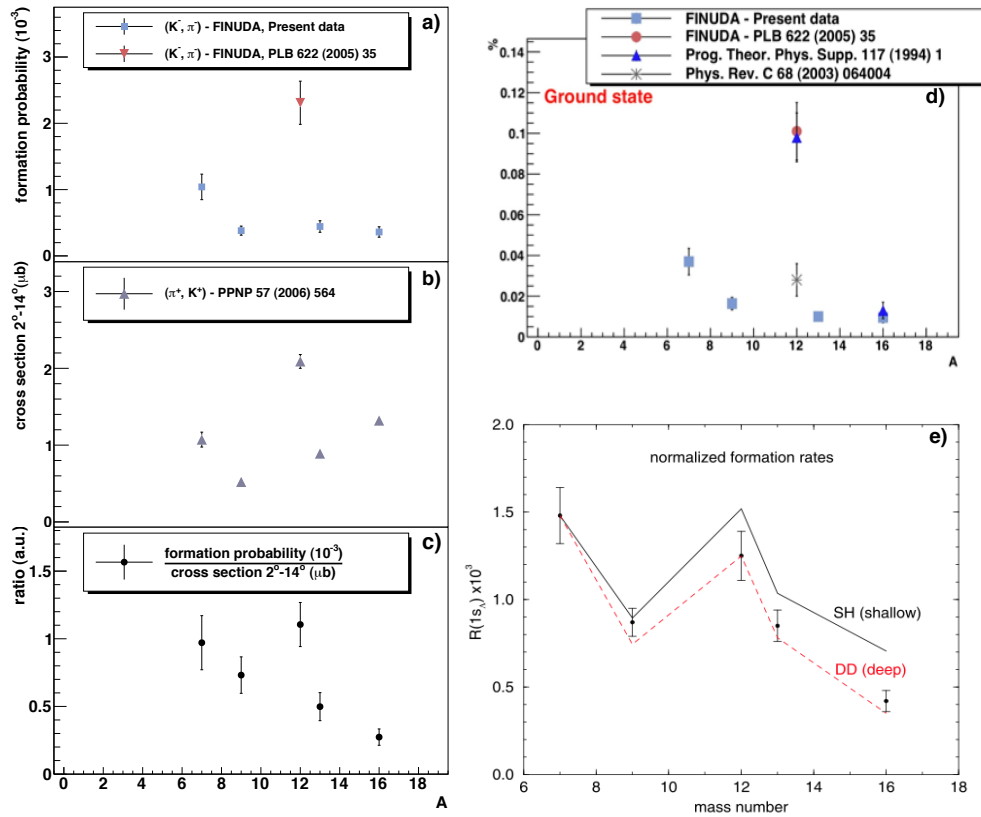 a)
(K⁻, π⁻) - FINUDA, Present data
(K⁻, π⁻) - FINUDA, PLB 622 (2005) 35
formation probability (10⁻³)
3
2
1
0
b)
(π⁺, K⁺) - PPNP 57 (2006) 564
cross section 2°-14°(μb)
3
2
1
0
c)
formation probability (10⁻³)
cross section 2°-14° (μb)
ratio (a.u.)
1.5
1
0.5
0
0 2 4 6 8 10 12 14 16 18
A
FINUDA - Present data
FINUDA - PLB 622 (2005) 35
Prog. Theor. Phys. Supp. 117 (1994) 1
Phys. Rev. C 68 (2003) 064004
d)
%
Ground state
0.14
0.12
0.1
0.08
0.06
0.04
0.02
0
0 2 4 6 8 10 12 14 16 18
A
e)
normalized formation rates
R(1s_Λ) x10³
2.0
1.5
1.0
0.5
0.0
SH (shallow)
DD (deep)
6 8 10 12 14 16 18
mass number